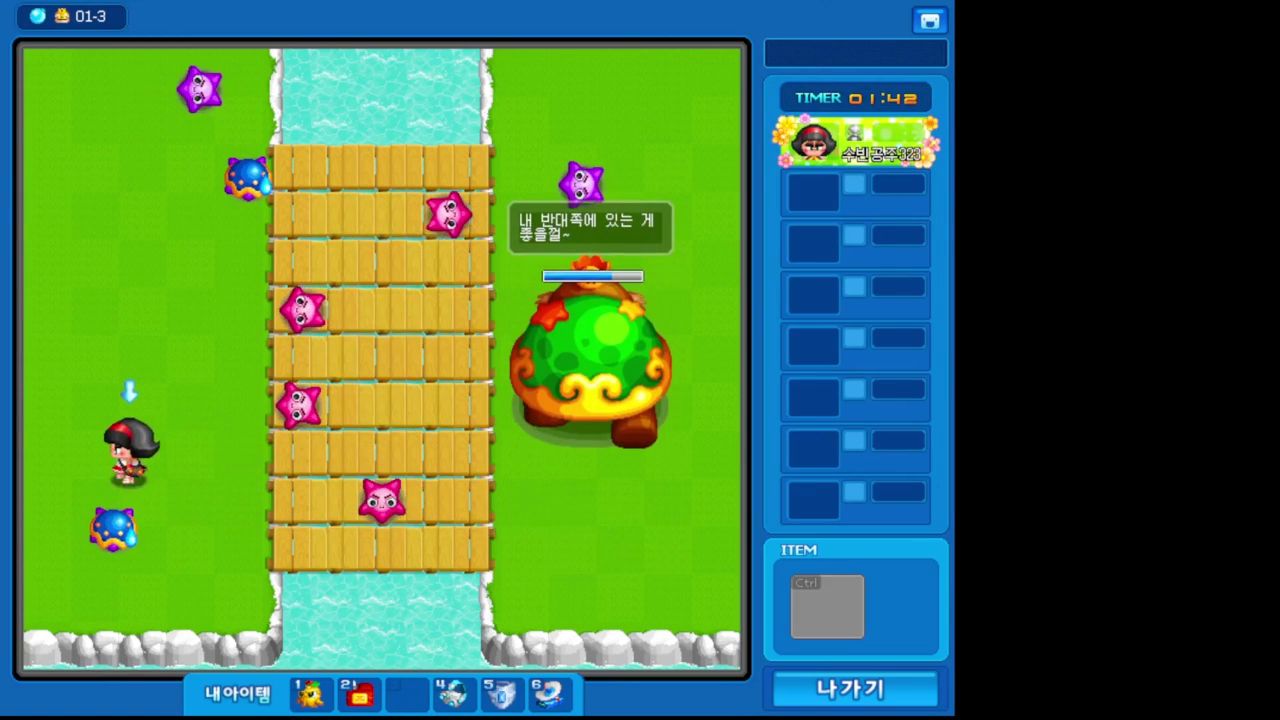 01-3
내 반대쪽에 있는 게
좋을껄~
TIMER 01:42
수빈공주323
ITEM
Ctrl
내아이템
1
2
4
5
6
나가기